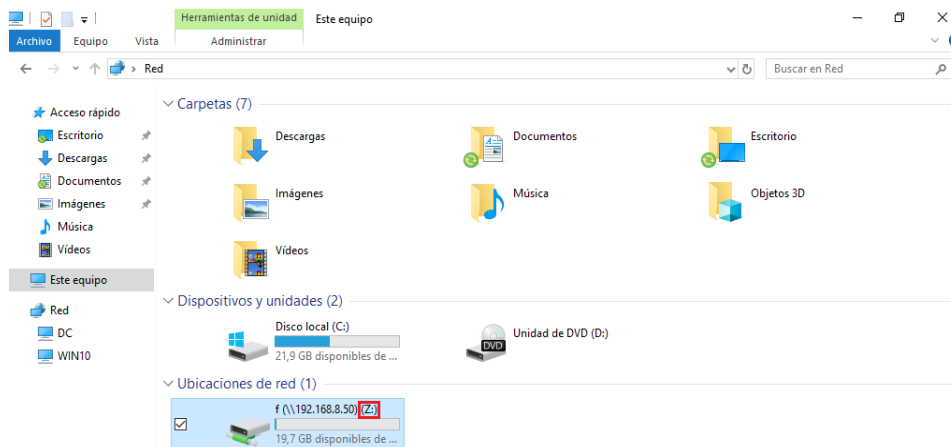 Herramientas de unidad
Este equipo
Archivo
Equipo
Vista
Administrar
Red
Buscar en Red
Acceso rápido
Escritorio
Descargas
Documentos
Imágenes
Música
Vídeos
Este equipo
Red
DC
WIN10
Carpetas (7)
Descargas
Documentos
Escritorio
Imágenes
Música
Objetos 3D
Vídeos
Dispositivos y unidades (2)
Disco local (C:)
21,9 GB disponibles de ...
Unidad de DVD (D:)
DVD
Ubicaciones de red (1)
f (\\192.168.8.50) (Z:)
19,7 GB disponibles de ...